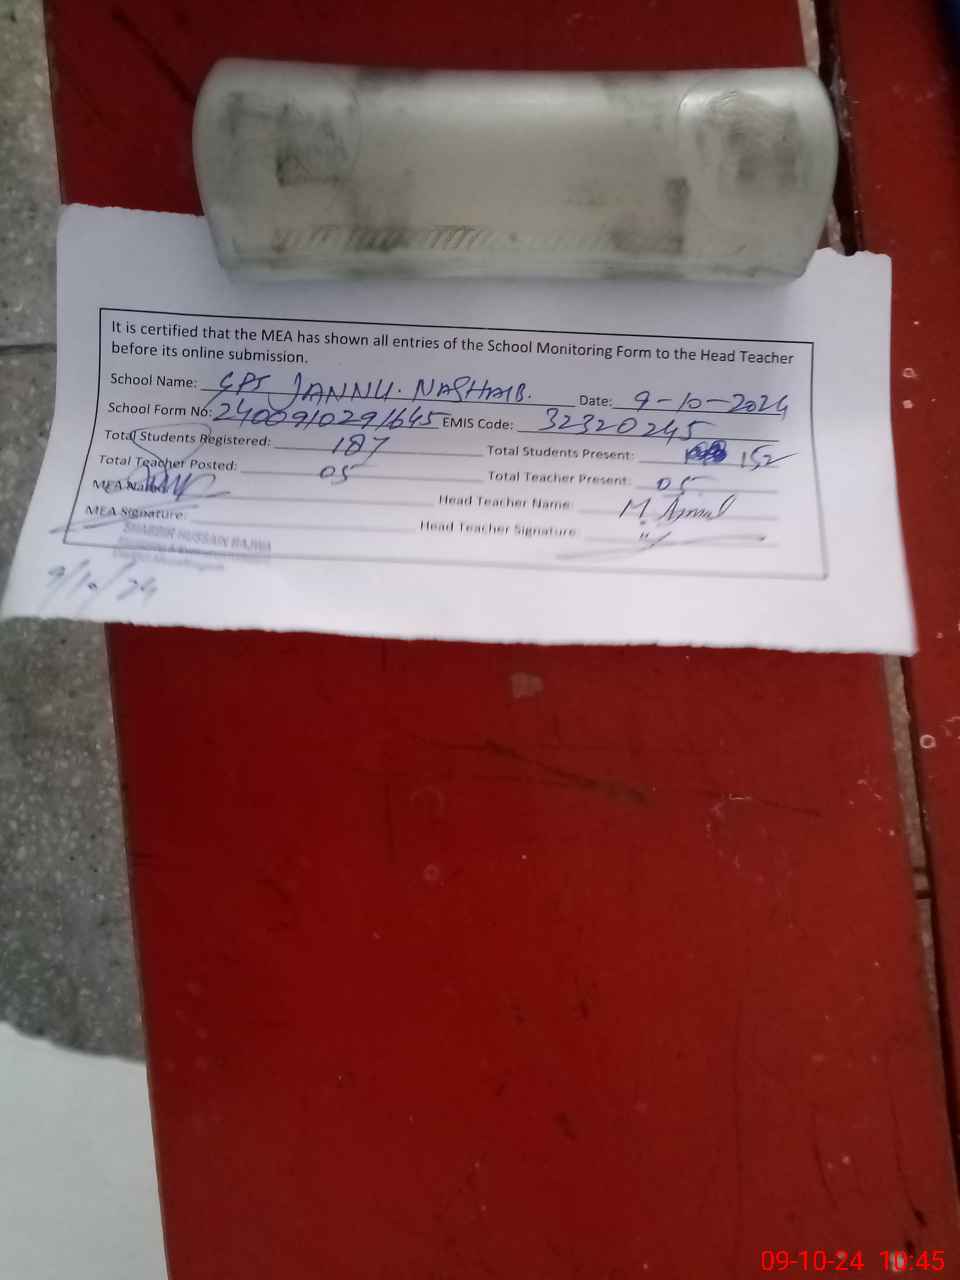 It is certified that the MEA has shown all entries of the School Monitoring Form to the Head Teacher
before its online submission.
School Name: GPS JANNU. NASHAIB. Date: 9-10-2024
School Form No: 2400910291645 EMIS Code: 32320245
Total Students Registered: 187 Total Students Present: 152
Total Teacher Posted: 05 Total Teacher Present: 05
MEA Name: Head Teacher Name: M.
MEA Signature: Head Teacher Signature:
HUSSAIN
9/10/24
09-10-24 10:45